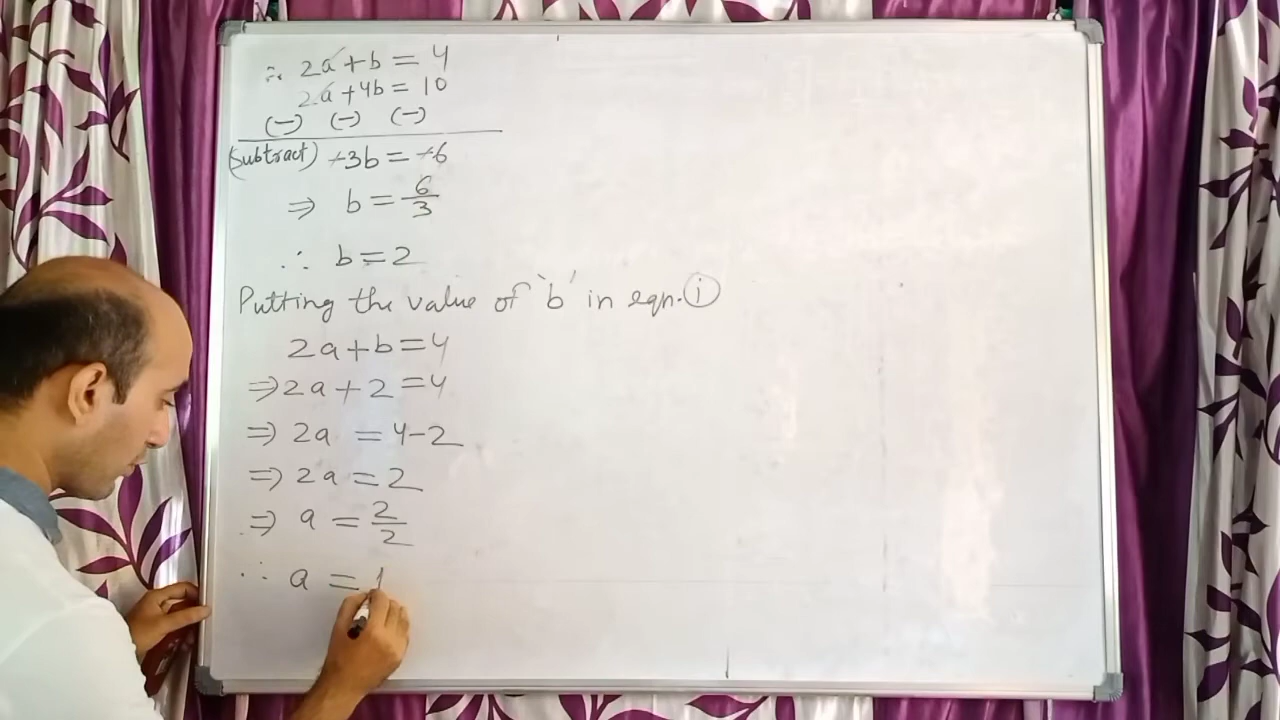 ∴ 2a + b = 4
2a + 4b = 10
(−) (−) (−)
(Subtract) +3b = +6
⇒ b = 6/3
∴ b = 2
Putting the value of 'b' in eqn. (i)
2a + b = 4
⇒ 2a + 2 = 4
⇒ 2a = 4 - 2
⇒ 2a = 2
⇒ a = 2/2
∴ a = 1